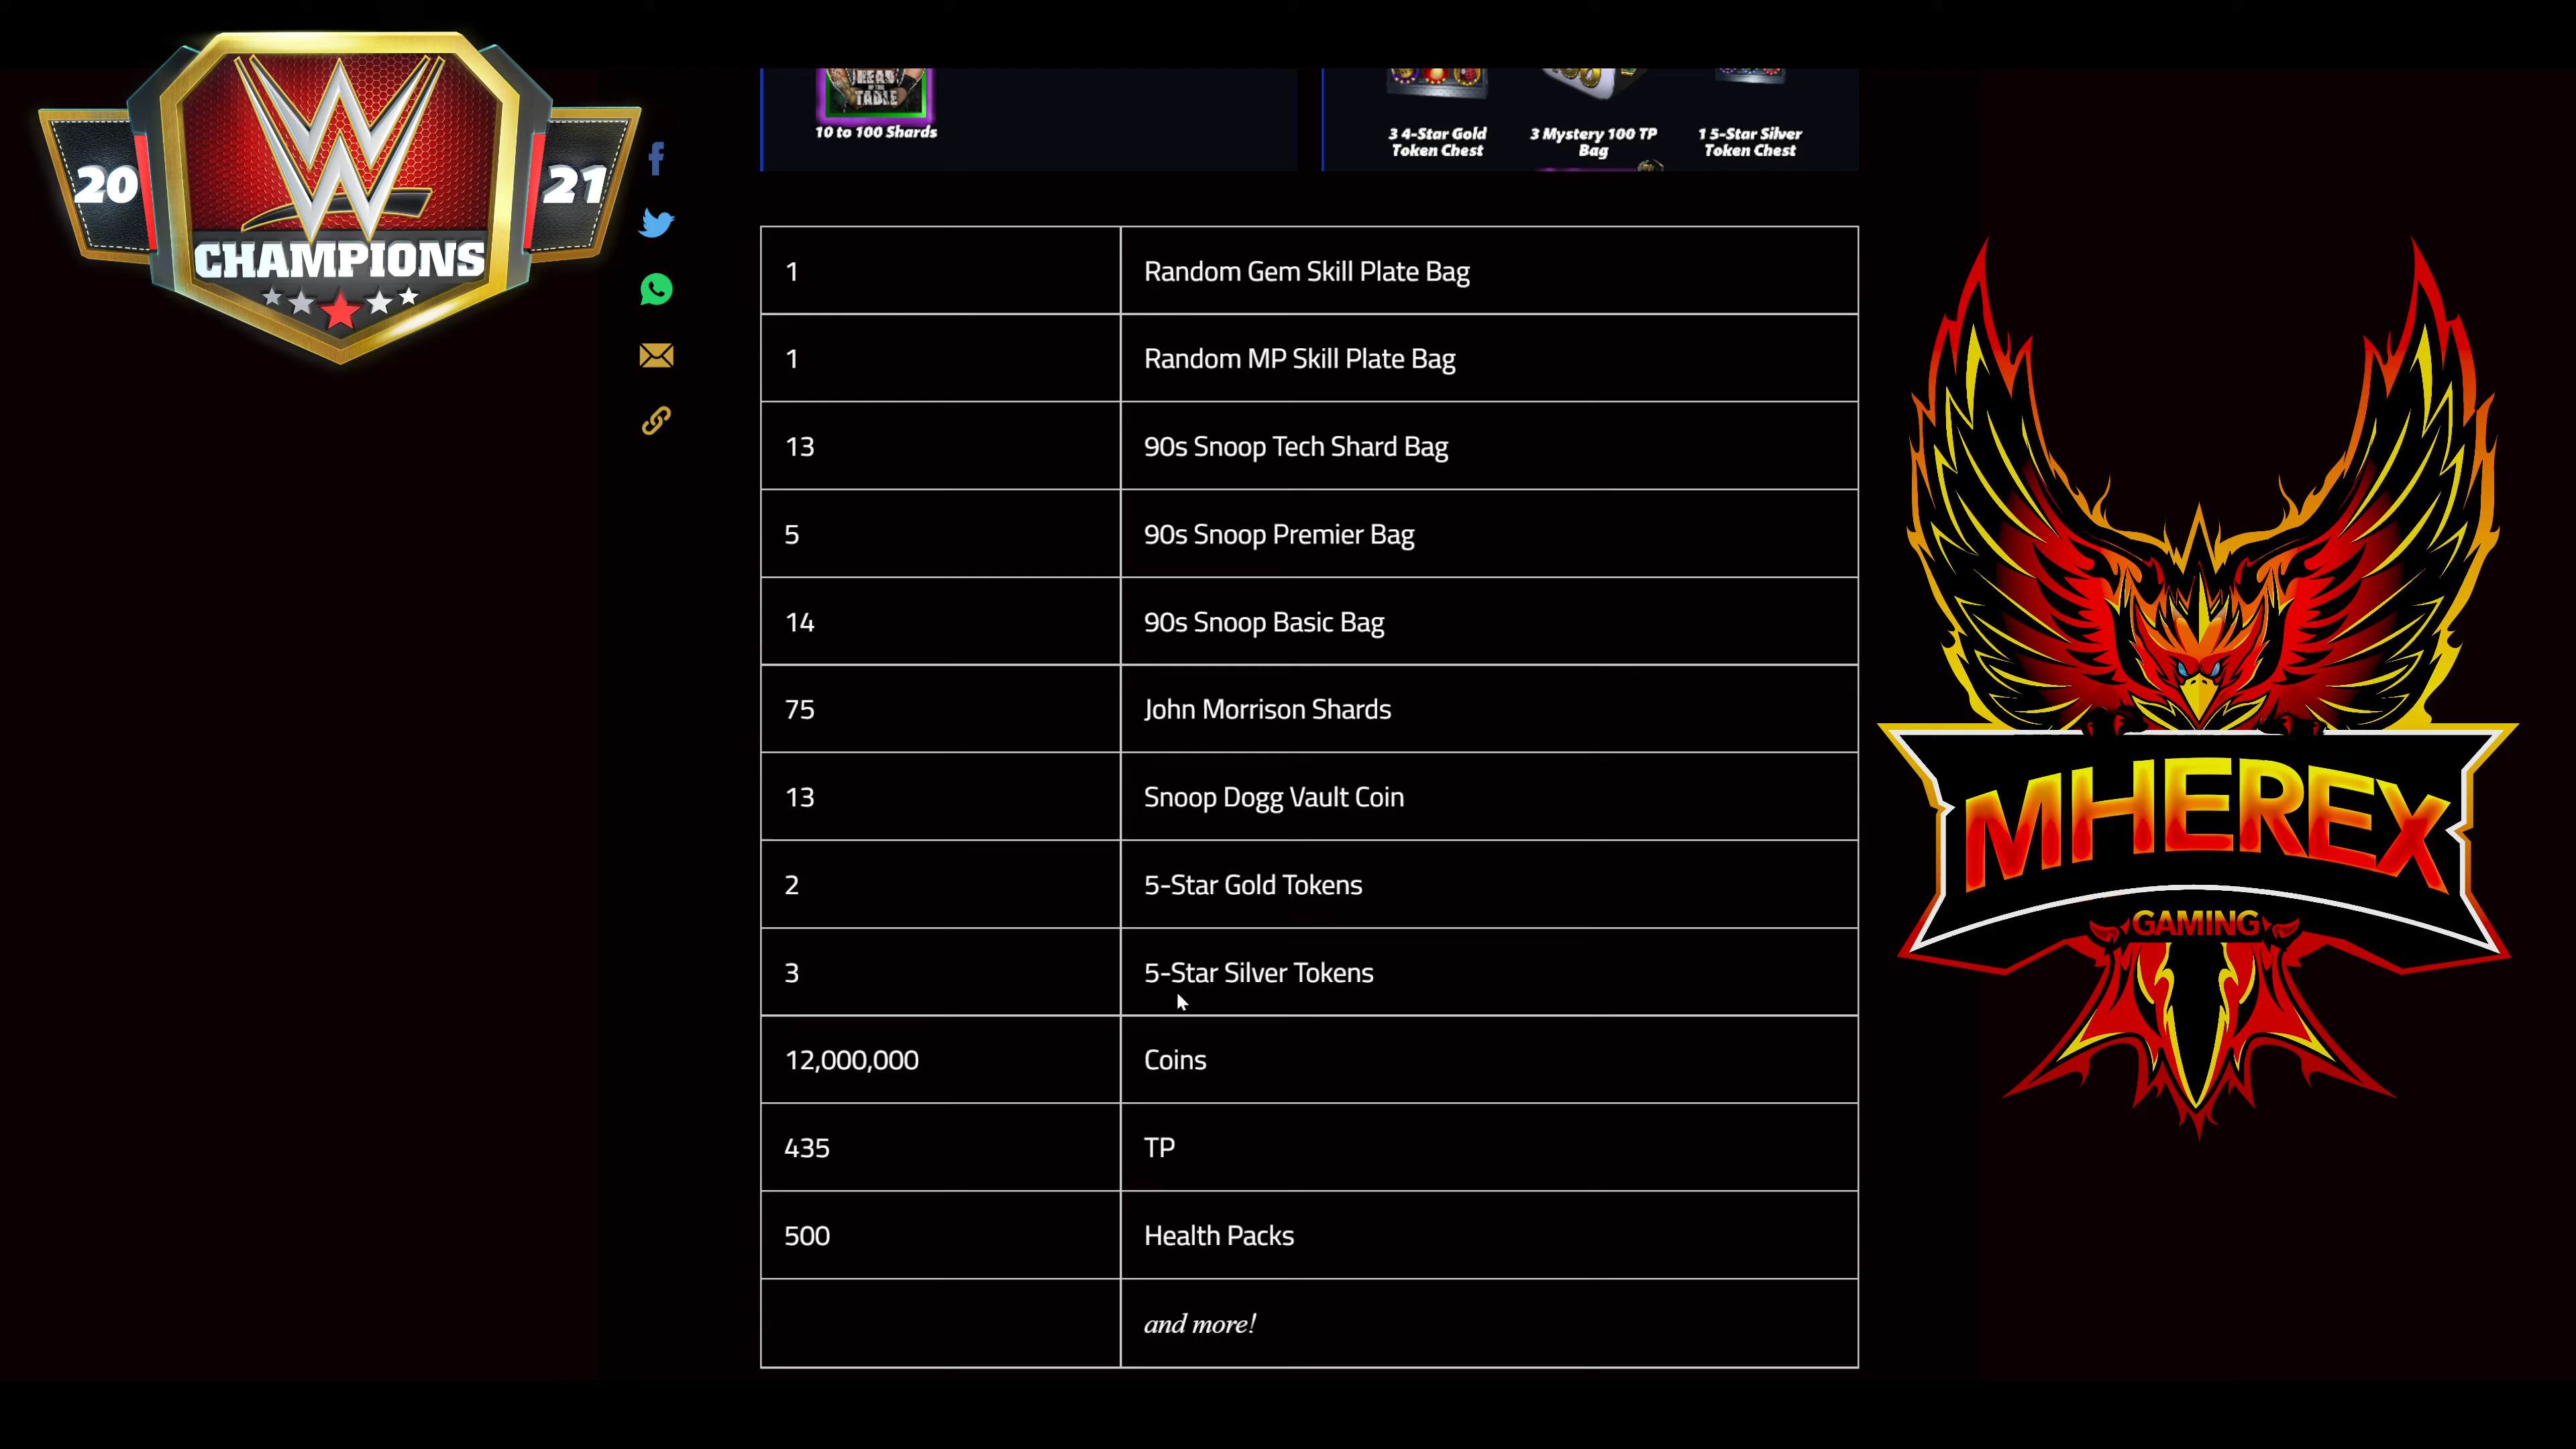 20
21
CHAMPIONS
HEAD
OF THE
TABLE
10 to 100 Shards
3 4-Star Gold
Token Chest
3 Mystery 100 TP
Bag
1 5-Star Silver
Token Chest
1 Random Gem Skill Plate Bag
1 Random MP Skill Plate Bag
13 90s Snoop Tech Shard Bag
5 90s Snoop Premier Bag
14 90s Snoop Basic Bag
75 John Morrison Shards
13 Snoop Dogg Vault Coin
2 5-Star Gold Tokens
3 5-Star Silver Tokens
12,000,000 Coins
435 TP
500 Health Packs
and more!
MHEREX
GAMING